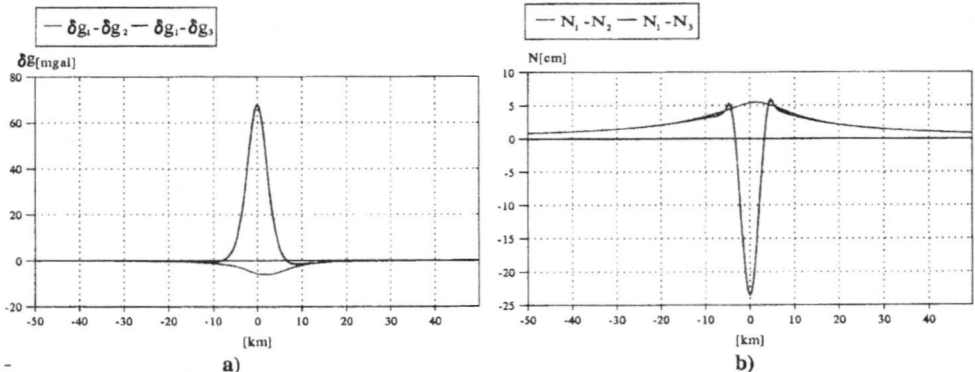 — δg₁-δg₂ — δg₁-δg₃
δg[mgal]
80
60
40
20
0
-20
-50 -40 -30 -20 -10 0 10 20 30 40
[km]
a)
— N₁ -N₂ — N₁ -N₃
N[cm]
10
5
0
-5
-10
-15
-20
-25
-50 -40 -30 -20 -10 0 10 20 30 40
[km]
b)